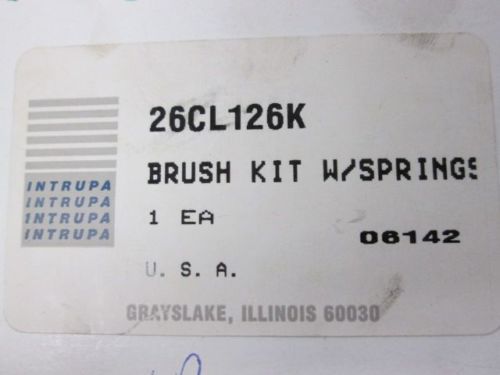 26CL126K
BRUSH KIT W/SPRINGS
1 EA
06142
U. S. A.
INTRUPA
INTRUPA
INTRUPA
INTRUPA
GRAYSLAKE, ILLINOIS 60030